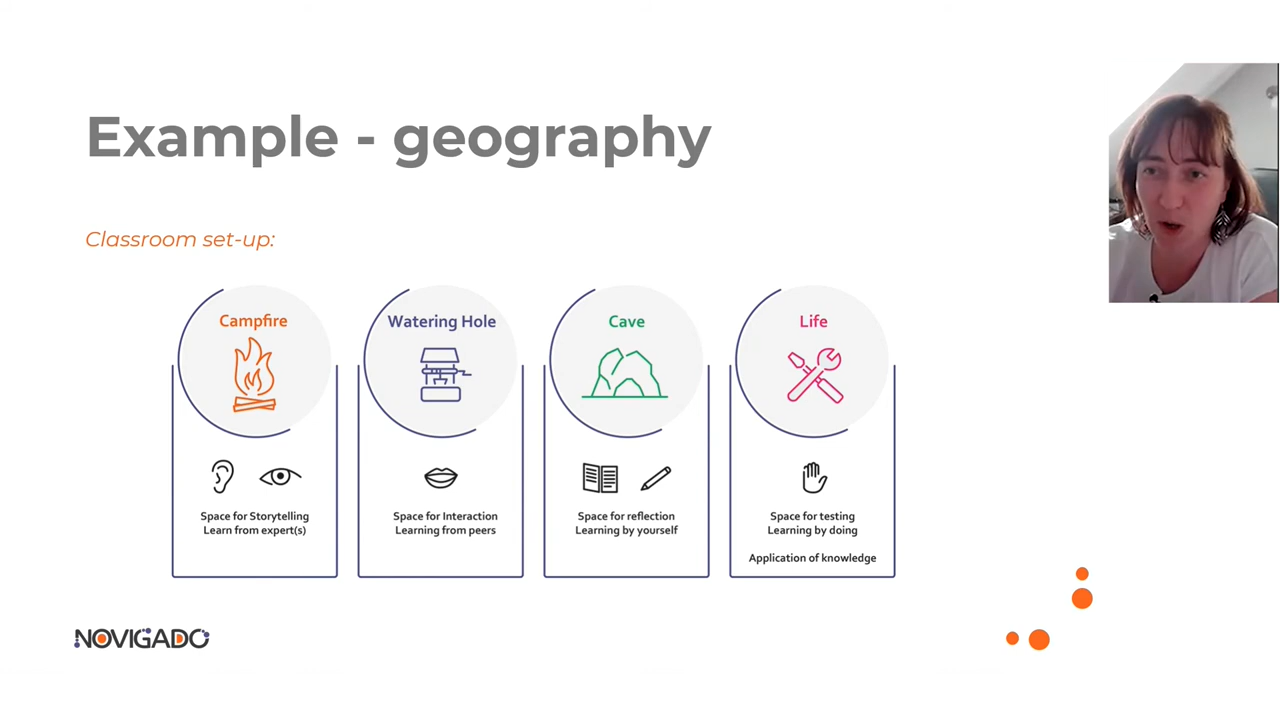 Example - geography
Classroom set-up:
Campfire
Space for Storytelling
Learn from expert(s)
Watering Hole
Space for Interaction
Learning from peers
Cave
Space for reflection
Learning by yourself
Life
Space for testing
Learning by doing
Application of knowledge
NOVIGADO